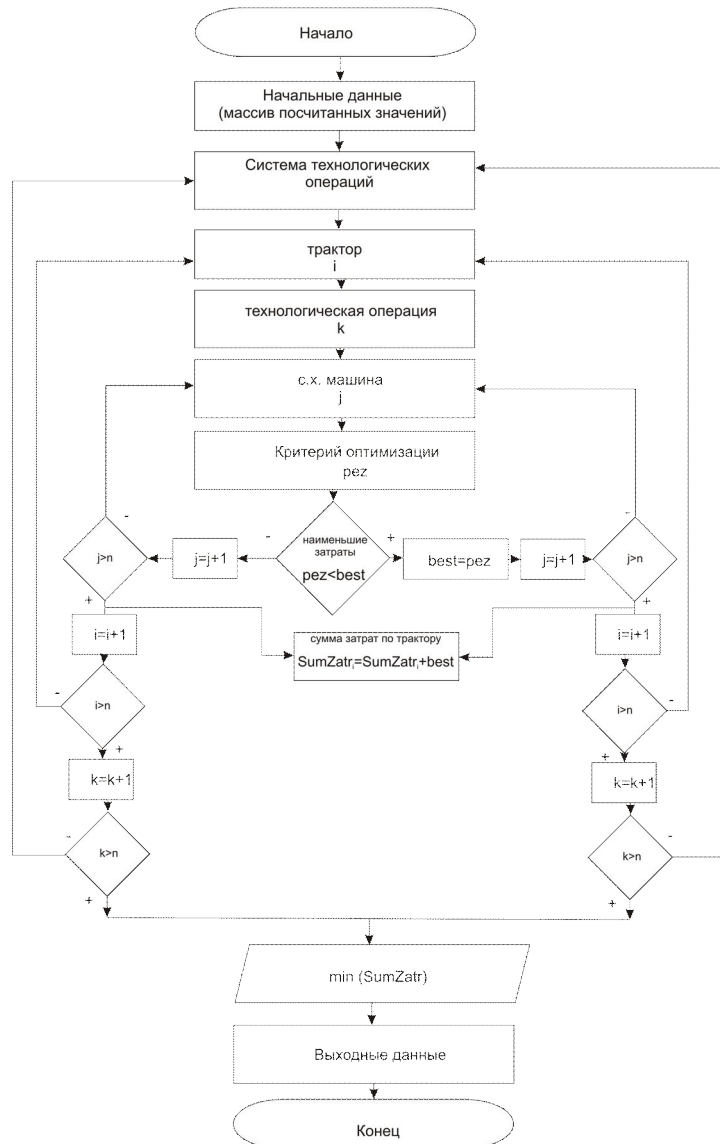 Начало
Начальные данные
(массив посчитанных значений)
Система технологических
операций
трактор
i
технологическая операция
k
с.х. машина
j
Критерий оптимизации
pez
-
-
j>n
j=j+1
-
наименьшие
затраты
pez<best
+
best=pez
j=j+1
j>n
+
+
i=i+1
сумма затрат по трактору
SumZatrᵢ=SumZatrᵢ+best
i=i+1
-
i>n
i>n
-
+
+
k=k+1
k=k+1
-
k>n
k>n
-
+
+
min (SumZatr)
Выходные данные
Конец